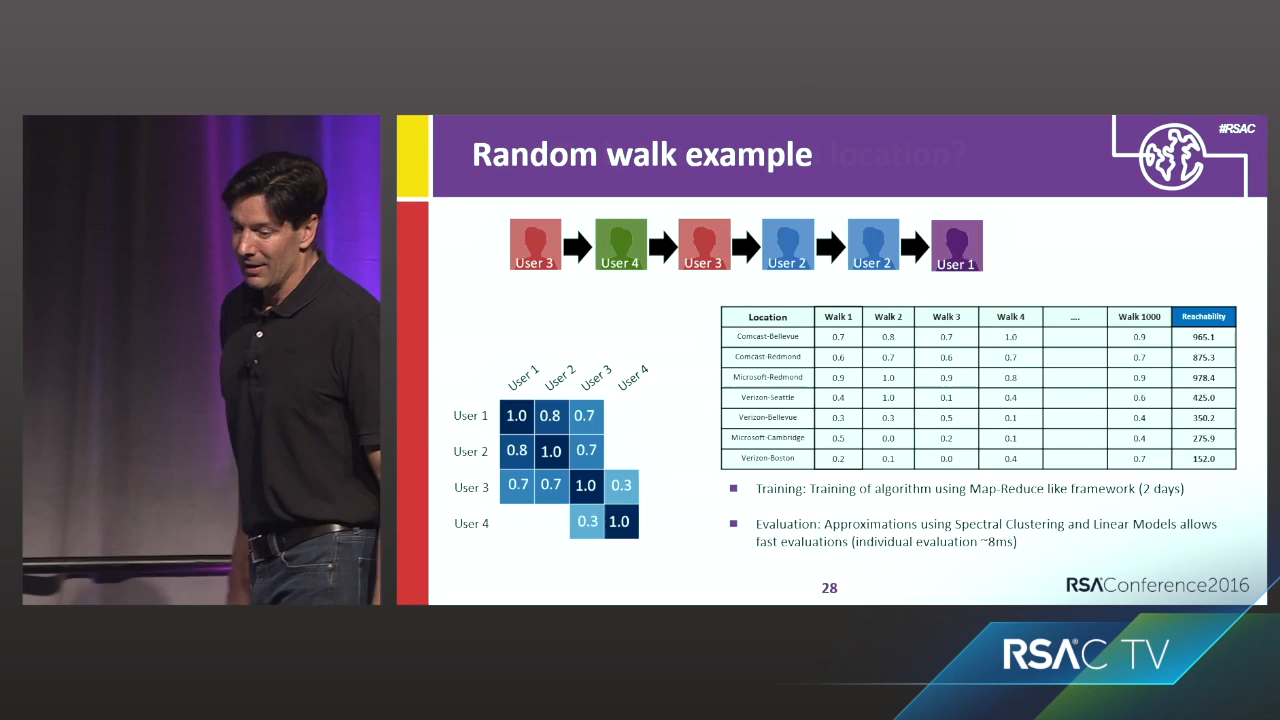 #RSAC
Random walk example
location?
User 3
User 4
User 3
User 2
User 2
User 1
Location Walk 1 Walk 2 Walk 3 Walk 4 .... Walk 1000 Reachability
Comcast-Bellevue 0.7 0.8 0.7 1.0 0.9 965.1
Comcast-Redmond 0.6 0.7 0.6 0.7 0.7 875.3
Microsoft-Redmond 0.9 1.0 0.9 0.8 0.9 978.4
Verizon-Seattle 0.4 1.0 0.1 0.4 0.6 425.0
Verizon-Bellevue 0.3 0.3 0.5 0.1 0.4 350.2
Microsoft-Cambridge 0.5 0.0 0.2 0.1 0.4 275.9
Verizon-Boston 0.2 0.1 0.0 0.4 0.7 152.0
User 1 User 2 User 3 User 4
User 1 1.0 0.8 0.7
User 2 0.8 1.0 0.7
User 3 0.7 0.7 1.0 0.3
User 4 0.3 1.0
Training: Training of algorithm using Map-Reduce like framework (2 days)
Evaluation: Approximations using Spectral Clustering and Linear Models allows
fast evaluations (individual evaluation ~8ms)
28
RSAConference2016
RSAC TV